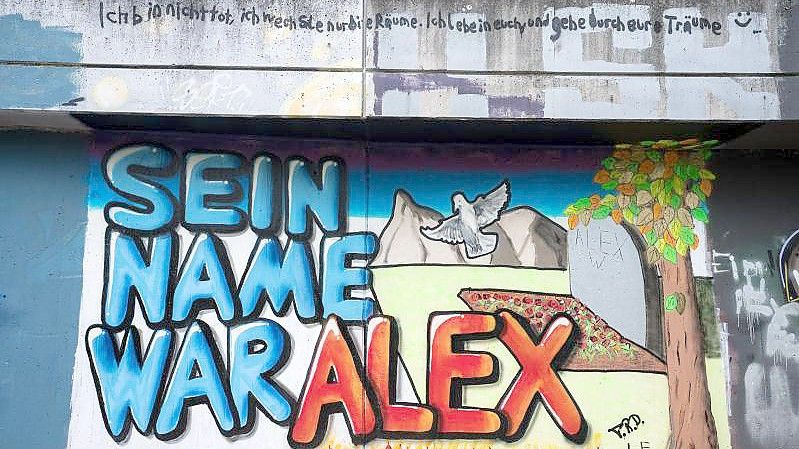 Ich bin nicht tot, ich wechSle nur die Räume. Ich lebe in euch, und gehe durch eure Träume
SEIN
NAME
WAR ALEX
ALEX
W
P.R.D.
LE